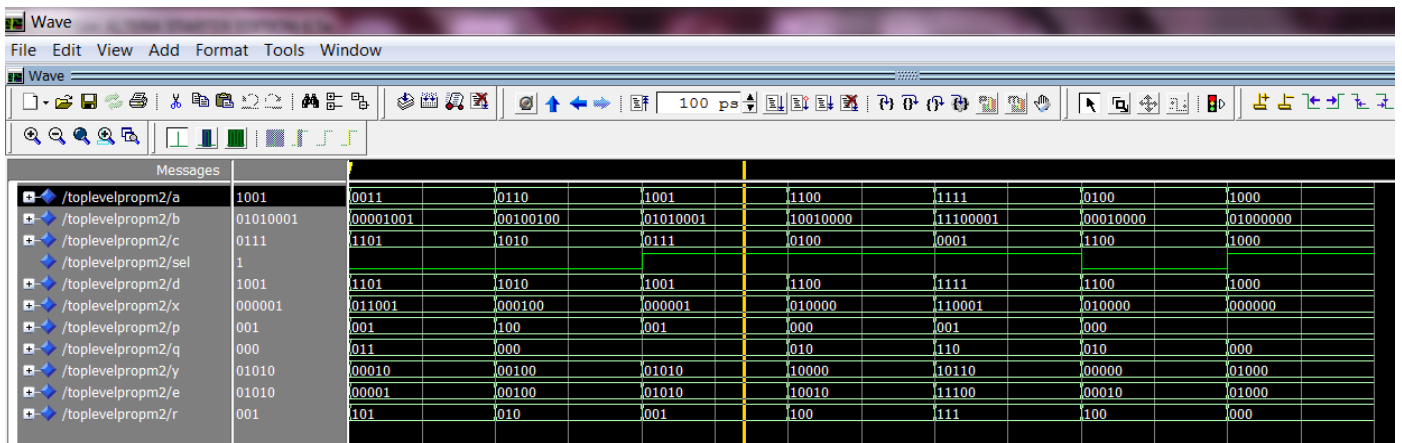 Wave
File Edit View Add Format Tools Window
Wave
100 ps
Messages
/toplevelpropm2/a 1001 0011 0110 1001 1100 1111 0100 1000
/toplevelpropm2/b 01010001 00001001 00100100 01010001 10010000 11100001 00010000 01000000
/toplevelpropm2/c 0111 1101 1010 0111 0100 0001 1100 1000
/toplevelpropm2/sel 1
/toplevelpropm2/d 1001 1101 1010 1001 1100 1111 1100 1000
/toplevelpropm2/x 000001 011001 000100 000001 010000 110001 010000 000000
/toplevelpropm2/p 001 001 100 001 000 001 000
/toplevelpropm2/q 000 011 000 010 110 010 000
/toplevelpropm2/y 01010 00010 00100 01010 10000 10110 00000 01000
/toplevelpropm2/e 01010 00001 00100 01010 10010 11100 00010 01000
/toplevelpropm2/r 001 101 010 001 100 111 100 000